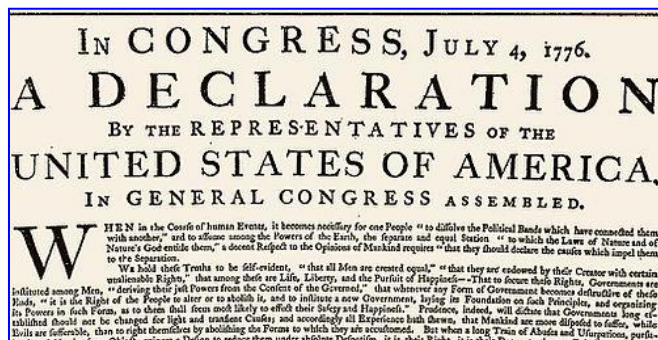 IN CONGRESS, JULY 4, 1776.
A DECLARATION
BY THE REPRESENTATIVES OF THE
UNITED STATES OF AMERICA,
IN GENERAL CONGRESS ASSEMBLED.
WHEN in the Course of human Events, it becomes necessary for one People “ to dissolve the Political Bands which have connected them
with another,” and to assume among the Powers of the Earth, the separate and equal Station “ to which the Laws of Nature and of
Nature's God entitle them,” a decent Respect to the Opinions of Mankind requires “ that they should declare the causes which impel them
to the Separation.
WE hold these Truths to be self-evident, “ that all Men are created equal,” “ that they are endowed by their Creator with certain
unalienable Rights,” that among these are Life, Liberty, and the Pursuit of Happiness—That to secure these Rights, Governments are
instituted among Men, “ deriving their just Powers from the Consent of the Governed,” that whenever any Form of Government becomes destructive of these
Ends, “ it is the Right of the People to alter or to abolish it, and to institute a new Government, laying its Foundation on such Principles, and organizing
its Powers in such Form, as to them shall seem most likely to effect their Safety and Happiness.” Prudence, indeed, will dictate that Governments long es-
tablished should not be changed for light and transient Causes; and accordingly all Experience hath shewn, that Mankind are more disposed to suffer, while
Evils are sufferable, than to right themselves by abolishing the Forms to which they are accustomed. But when a long Train of Abuses and Usurpations, pursu-